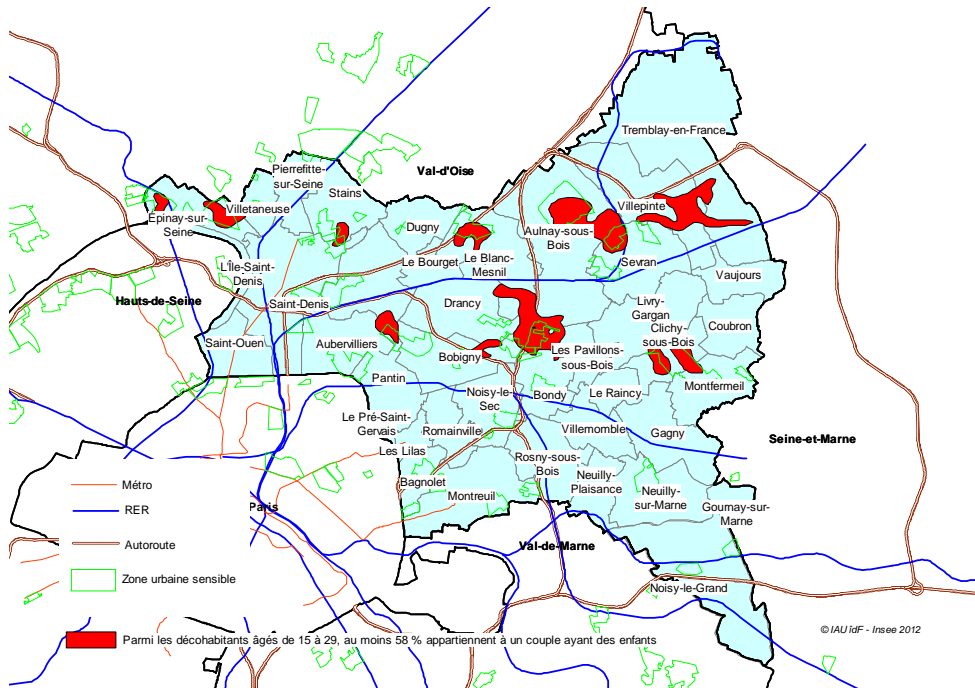 Tremblay-en-France
Pierrefitte-
sur-Seine
Val-d'Oise
Stains
Villetaneuse
Épinay-sur-
Seine
Dugny
Villepinte
Aulnay-sous-
Bois
Le Bourget
Le Blanc-
Mesnil
Sevran
L'Île-Saint-
Denis
Vaujours
Hauts-de-Seine
Saint-Denis
Drancy
Livry-
Gargan
Clichy-
sous-Bois
Coubron
Saint-Ouen
Aubervilliers
Bobigny
Les Pavillons-
sous-Bois
Pantin
Noisy-le-
Sec
Bondy
Le Raincy
Montfermeil
Le Pré-Saint-
Gervais
Romainville
Villemomble
Gagny
Seine-et-Marne
Les Lilas
Rosny-sous-
Bois
Bagnolet
Montreuil
Neuilly-
Plaisance
Neuilly-
sur-Marne
Gournay-sur-
Marne
Paris
Val-de-Marne
Noisy-le-Grand
Métro
RER
Autoroute
Zone urbaine sensible
Parmi les décohabitants âgés de 15 à 29, au moins 58 % appartiennent à un couple ayant des enfants
© IAU îdF - Insee 2012